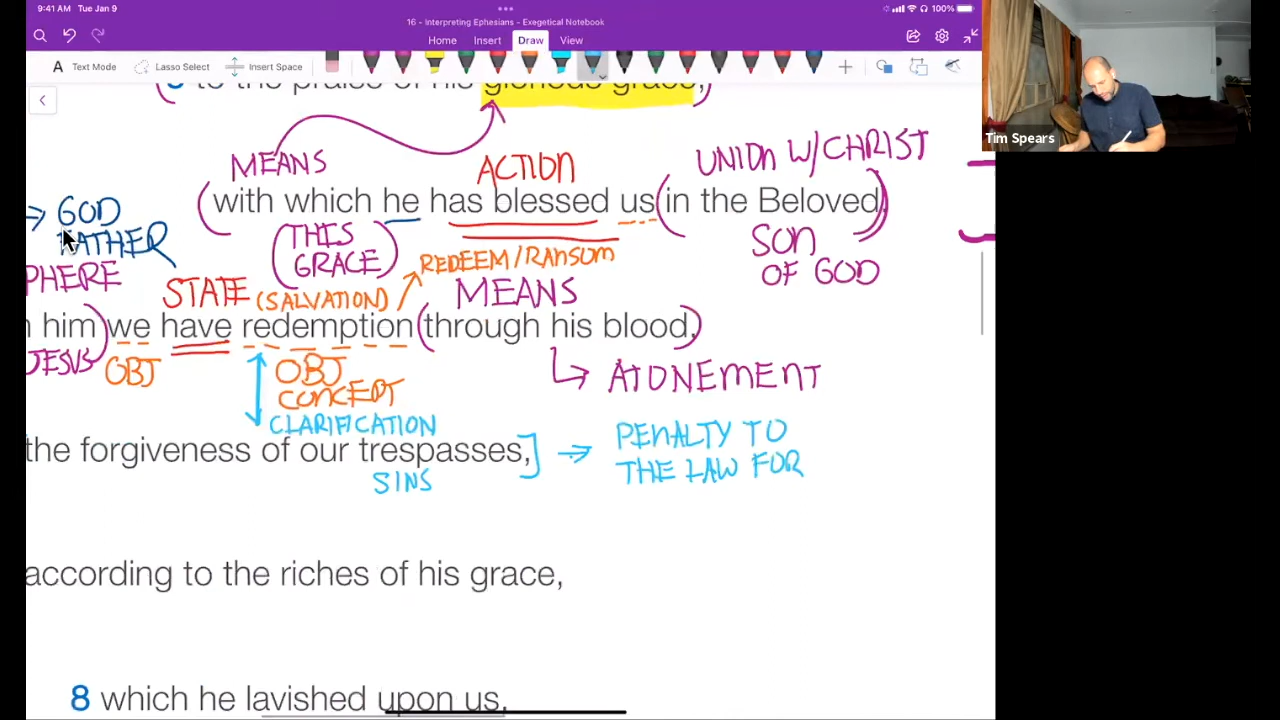 9:41 AM Tue Jan 9
100%
16 - Interpreting Ephesians - Exegetical Notebook
Home Insert Draw View
A Text Mode Lasso Select Insert Space
Tim Spears
to the praise of his glorious grace,)
MEANS ACTION UNION W/CHRIST
(with which he has blessed us (in the Beloved,))
GOD
FATHER
(THIS
GRACE)
SON
OF GOD
PHERE STATE (SALVATION) REDEEM/RANSOM
MEANS
him) we have redemption (through his blood,)
JESUS OBJ OBJ
CONCEPT
ATONEMENT
CLARIFICATION
the forgiveness of our trespasses,]
SINS
PENALTY TO
THE LAW FOR
according to the riches of his grace,
8 which he lavished upon us,